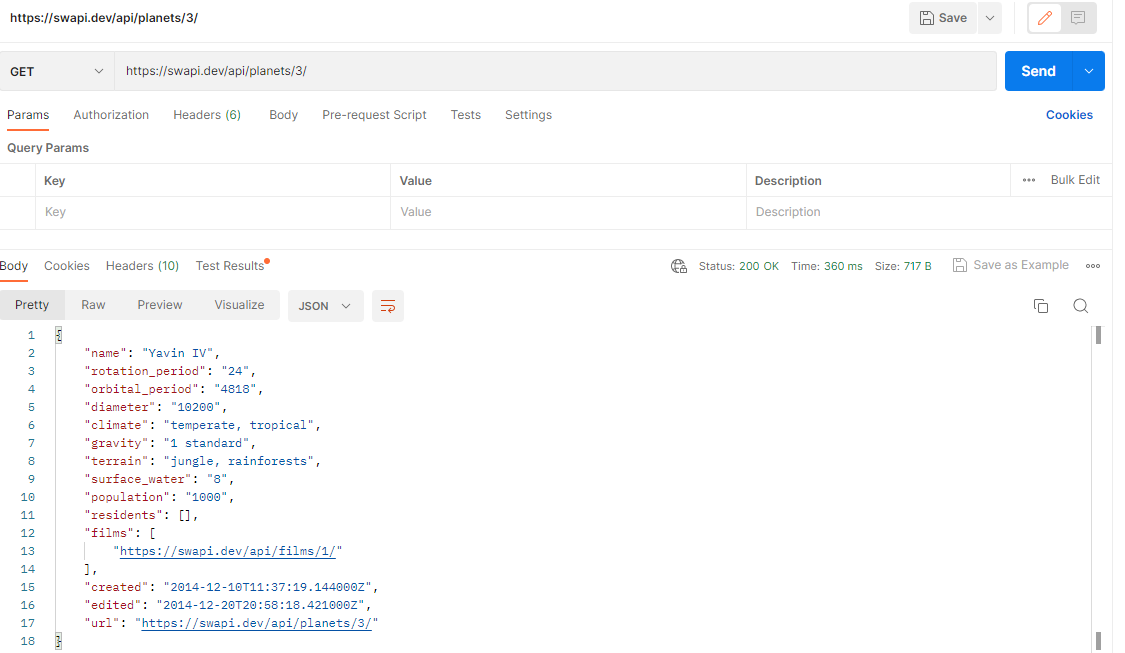 https://swapi.dev/api/planets/3/
Save
GET
https://swapi.dev/api/planets/3/
Send
Params Authorization Headers (6) Body Pre-request Script Tests Settings Cookies
Query Params
Key Value Description ••• Bulk Edit
Key Value Description
Body Cookies Headers (10) Test Results Status: 200 OK Time: 360 ms Size: 717 B Save as Example
Pretty Raw Preview Visualize JSON
1 {
2 "name": "Yavin IV",
3 "rotation_period": "24",
4 "orbital_period": "4818",
5 "diameter": "10200",
6 "climate": "temperate, tropical",
7 "gravity": "1 standard",
8 "terrain": "jungle, rainforests",
9 "surface_water": "8",
10 "population": "1000",
11 "residents": [],
12 "films": [
13 "https://swapi.dev/api/films/1/"
14 ],
15 "created": "2014-12-10T11:37:19.144000Z",
16 "edited": "2014-12-20T20:58:18.421000Z",
17 "url": "https://swapi.dev/api/planets/3/"
18 }